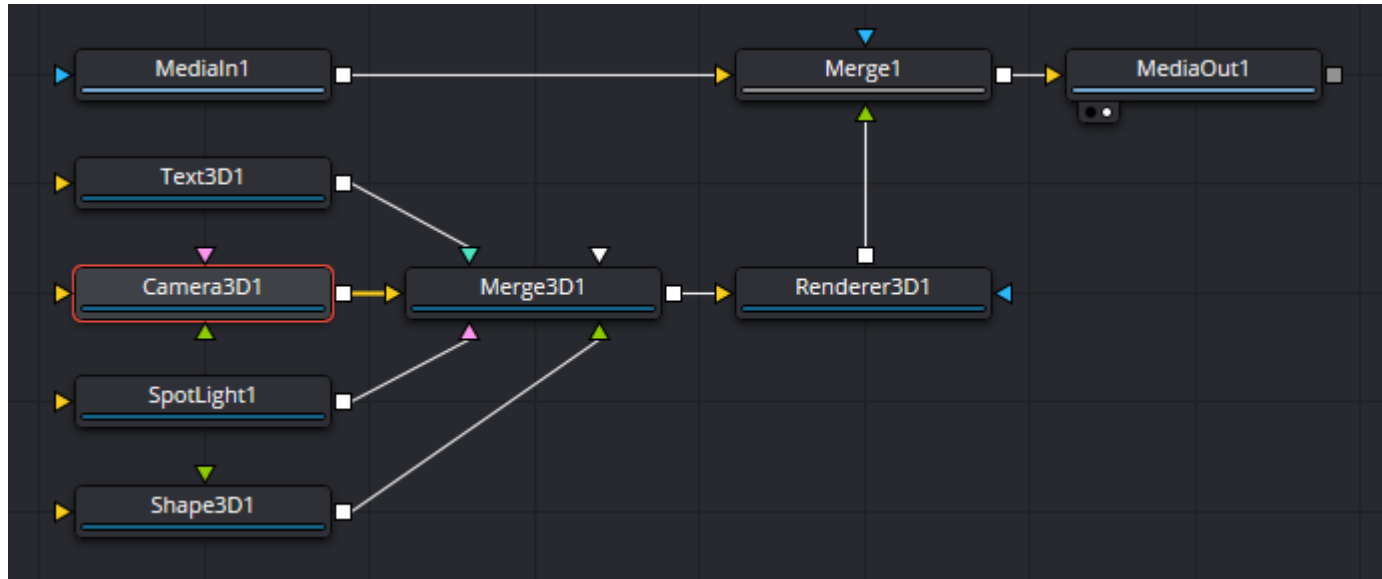 MediaIn1
Merge1
MediaOut1
Text3D1
Camera3D1
Merge3D1
Renderer3D1
SpotLight1
Shape3D1